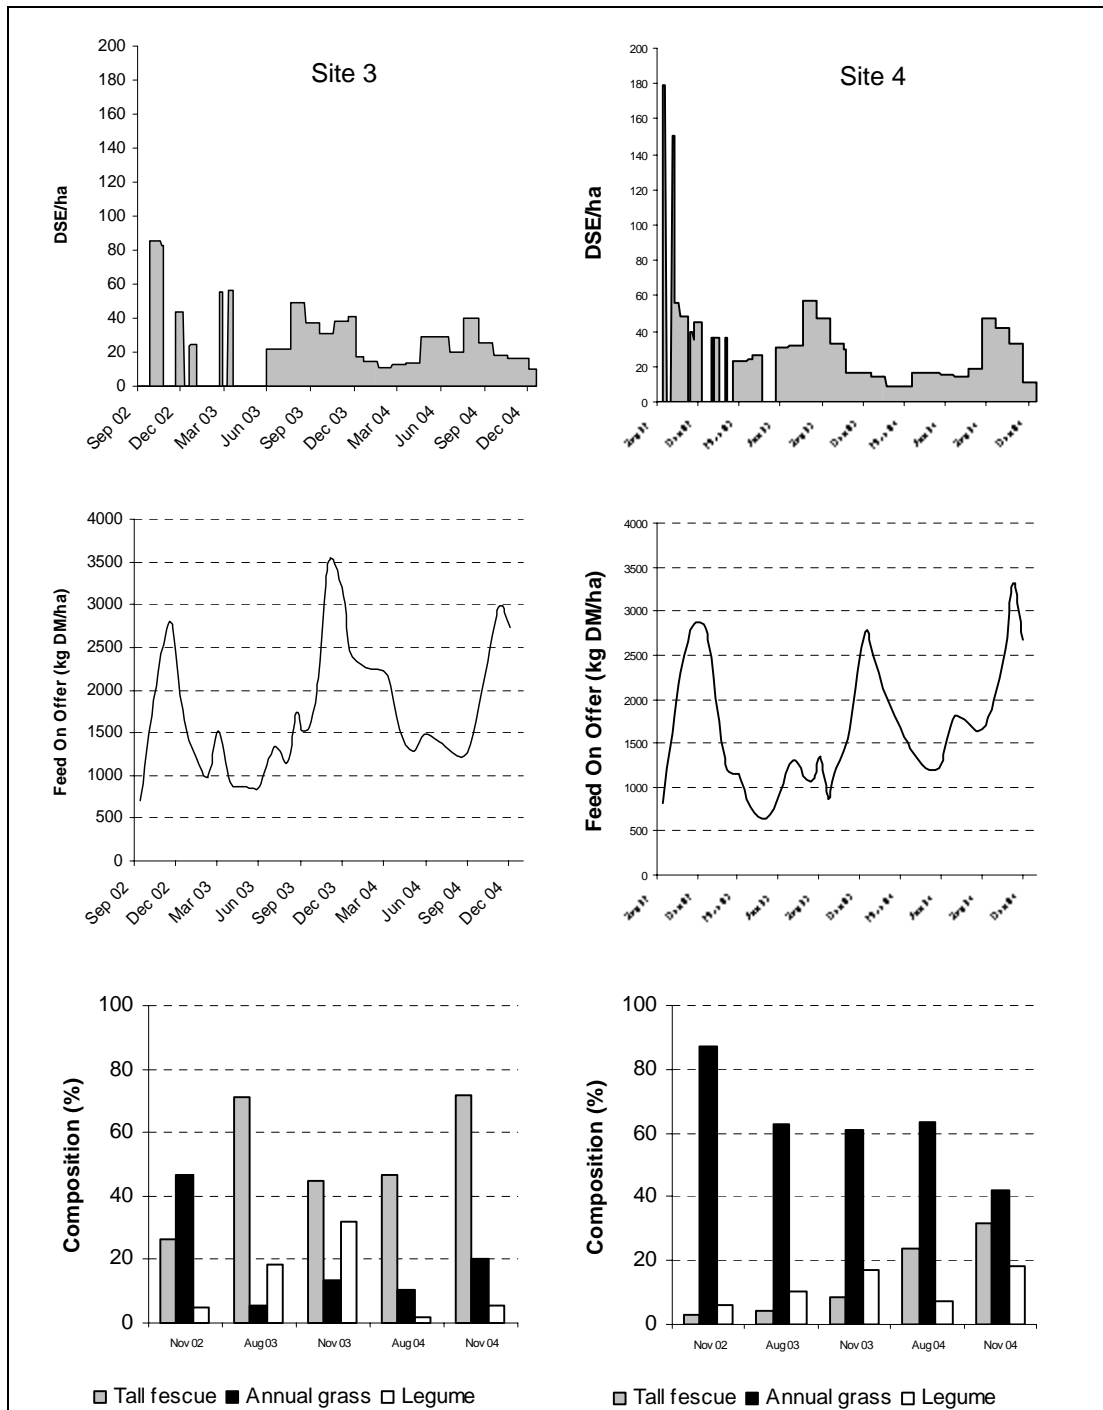 Site 3
DSE/ha
200
180
160
140
120
100
80
60
40
20
0
Sep 02
Dec 02
Mar 03
Jun 03
Sep 03
Dec 03
Mar 04
Jun 04
Sep 04
Dec 04
Site 4
DSE/ha
200
180
160
140
120
100
80
60
40
20
0
Feed On Offer (kg DM/ha)
4000
3500
3000
2500
2000
1500
1000
500
0
Sep 02
Dec 02
Mar 03
Jun 03
Sep 03
Dec 03
Mar 04
Jun 04
Sep 04
Dec 04
Feed On Offer (kg DM/ha)
4000
3500
3000
2500
2000
1500
1000
500
0
Composition (%)
100
80
60
40
20
0
Nov 02
Aug 03
Nov 03
Aug 04
Nov 04
Tall fescue Annual grass Legume
Composition (%)
100
80
60
40
20
0
Nov 02
Aug 03
Nov 03
Aug 04
Nov 04
Tall fescue Annual grass Legume